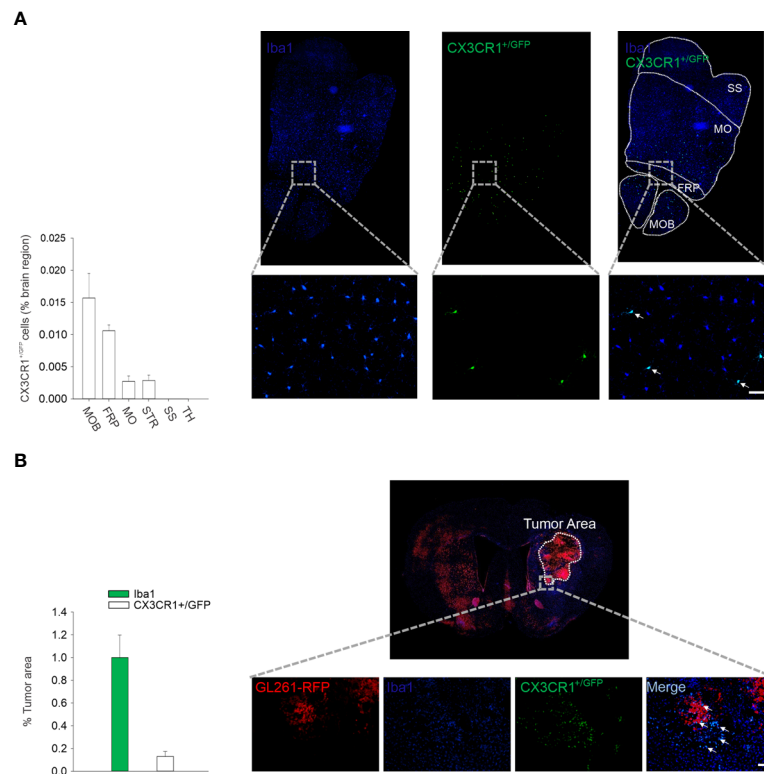 A
Iba1
CX3CR1+/GFP
Iba1
CX3CR1+/GFP
SS
MO
FRP
MOB
CX3CR1+/GFP cells (% brain region)
0.025
0.020
0.015
0.010
0.005
0.000
MOB
FRP
MO
STR
SS
TH
B
Tumor Area
Iba1
CX3CR1+/GFP
% Tumor area
1.4
1.2
1.0
0.8
0.6
0.4
0.2
0.0
GL261-RFP
Iba1
CX3CR1+/GFP
Merge